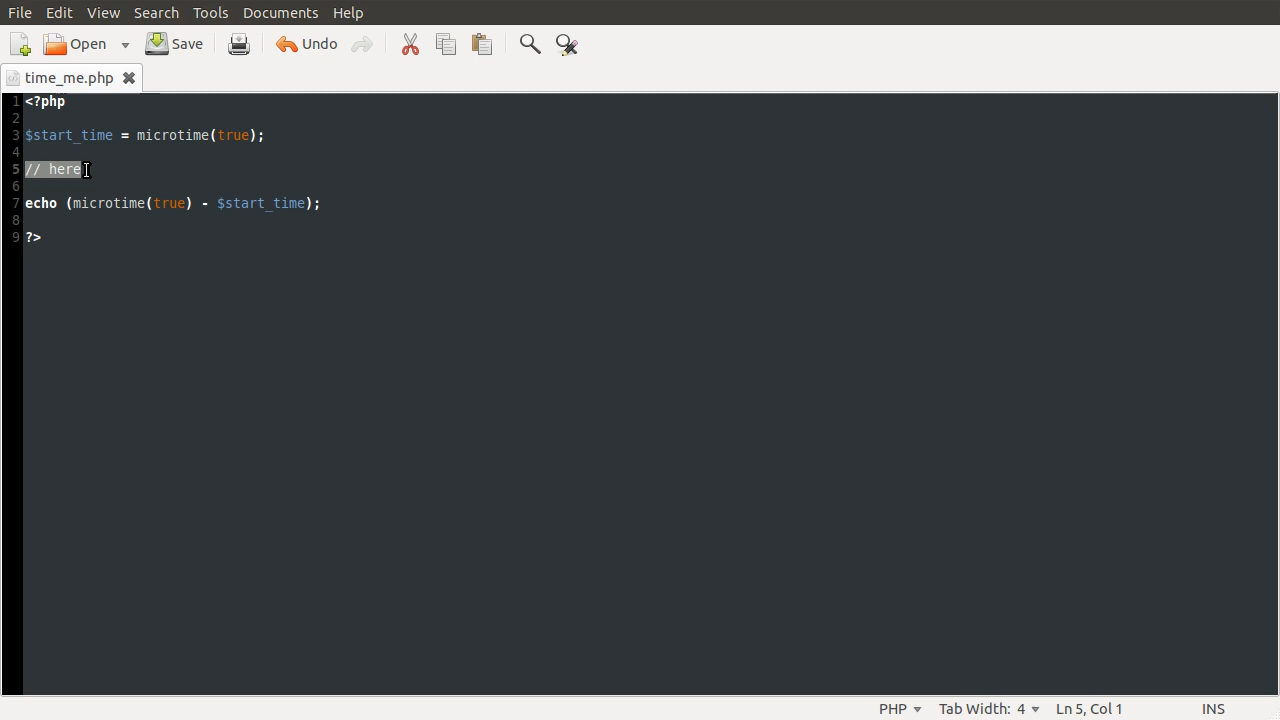 File Edit View Search Tools Documents Help
Open Save Undo
time_me.php
1 <?php
2
3 $start_time = microtime(true);
4
5 // here
6
7 echo (microtime(true) - $start_time);
8
9 ?>
PHP Tab Width: 4 Ln 5, Col 1 INS